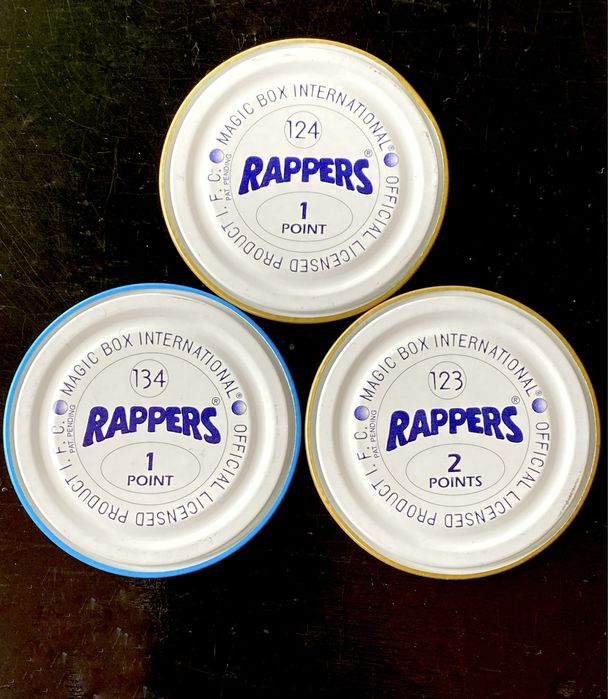 MAGIC BOX INTERNATIONAL®
OFFICIAL LICENSED PRODUCT I. F. C.
PAT. PENDING
124
RAPPERS®
1
POINT
MAGIC BOX INTERNATIONAL®
OFFICIAL LICENSED PRODUCT I. F. C.
PAT. PENDING
134
RAPPERS®
1
POINT
MAGIC BOX INTERNATIONAL®
OFFICIAL LICENSED PRODUCT I. F. C.
PAT. PENDING
123
RAPPERS®
2
POINTS